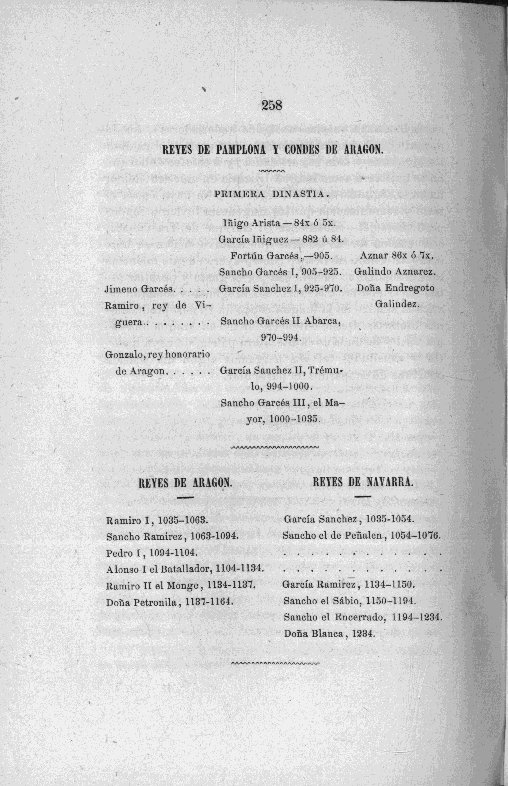 258
REYES DE PAMPLONA Y CONDES DE ARAGON.
PRIMERA DINASTIA.
Iñigo Arista—84x ó 5x.
García Iñiguez—882 ú 84.
Fortún Garcés,—905. Aznar 86x ó 7x.
Sancho Garcés I, 905-925. Galindo Aznarez.
Jimeno Garcés. . . . . García Sanchez I, 925-970. Doña Endregoto
Ramiro, rey de Vi- Galindez.
guera. . . . . . . . Sancho Garcés II Abarca,
970-994.
Gonzalo, rey honorario
de Aragon. . . . . . García Sanchez II, Trému-
lo, 994-1000.
Sancho Garcés III, el Ma-
yor, 1000-1035.
REYES DE ARAGON.
Ramiro I, 1035-1063.
Sancho Ramirez, 1063-1094.
Pedro I, 1094-1104.
Alonso I el Batallador, 1104-1134.
Ramiro II el Monge, 1134-1137.
Doña Petronila, 1137-1164.
REYES DE NAVARRA.
García Sanchez, 1035-1054.
Sancho el de Peñalen, 1054-1076.
. . . . . . . . . . . .
. . . . . . . . . . . .
García Ramirez, 1134-1150.
Sancho el Sábio, 1150-1194.
Sancho el Encerrado, 1194-1234.
Doña Blanca, 1234.